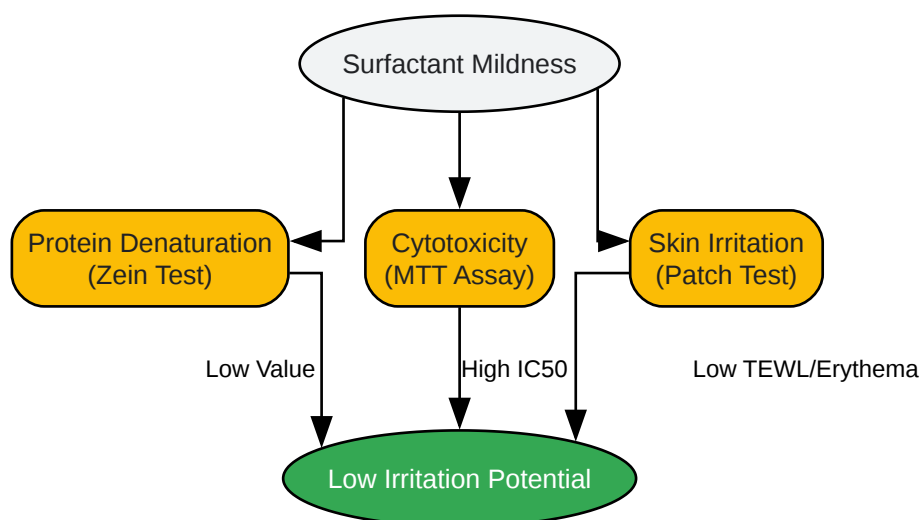 Surfactant Mildness
Protein Denaturation
(Zein Test)
Cytotoxicity
(MTT Assay)
Skin Irritation
(Patch Test)
Low Value
High IC50
Low TEWL/Erythema
Low Irritation Potential